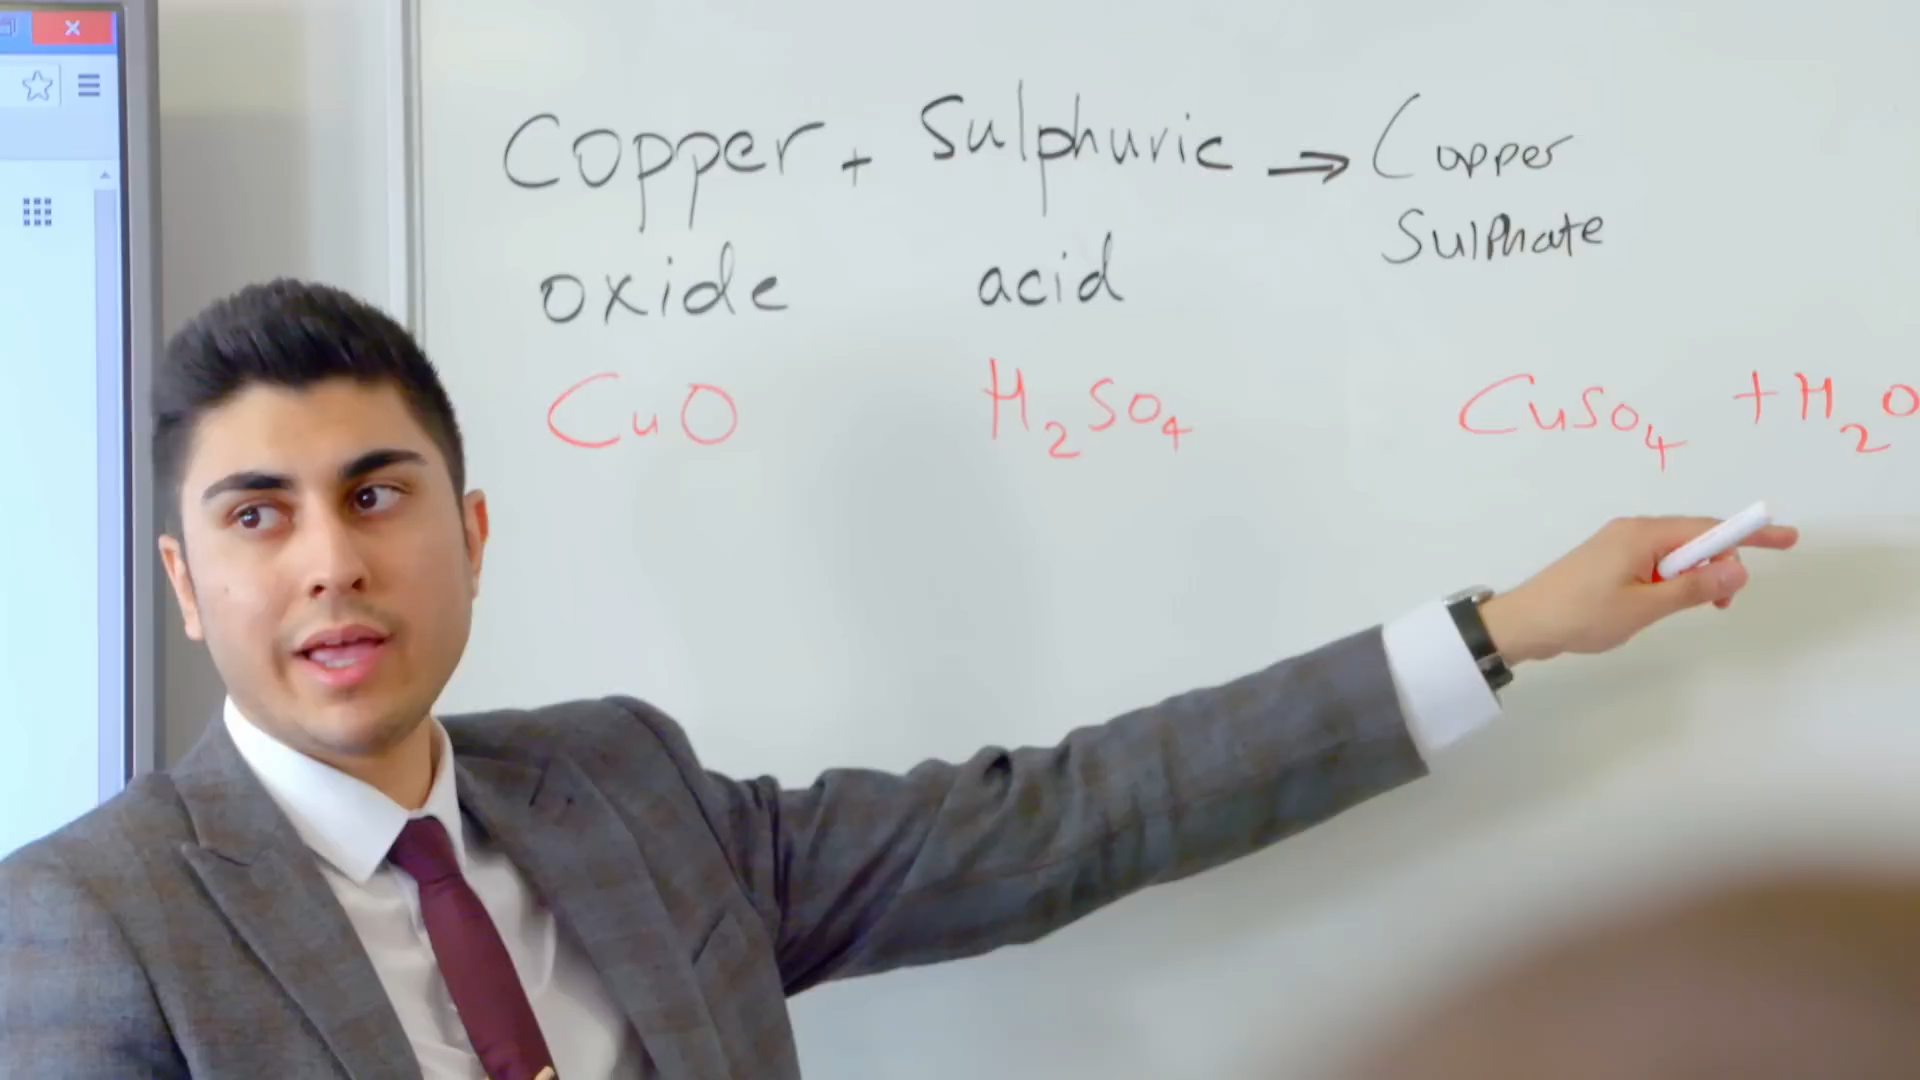 Copper + Sulphuric → Copper
Sulphate
oxide acid
CuO H₂SO₄ CuSO₄ + H₂O